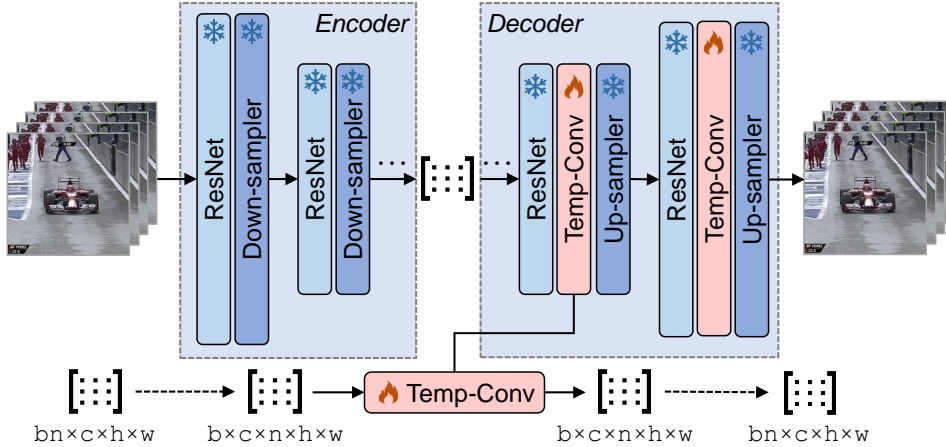 Encoder
Decoder
ResNet
Down-sampler
ResNet
Down-sampler
...
...
ResNet
Temp-Conv
Up-sampler
ResNet
Temp-Conv
Up-sampler
Temp-Conv
bn×c×h×w
b×c×n×h×w
b×c×n×h×w
bn×c×h×w